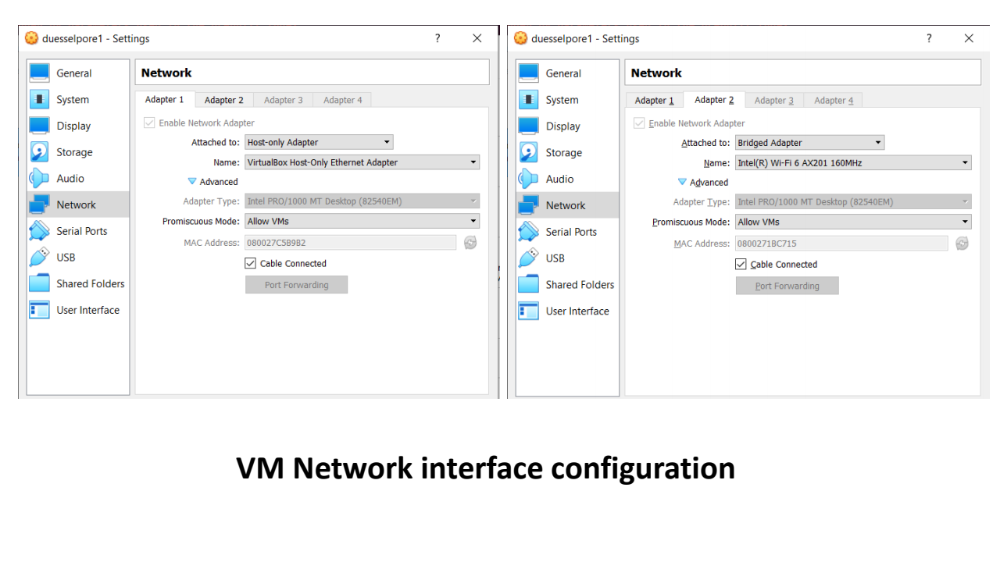 duesselpore1 - Settings ? ×
General
System
Display
Storage
Audio
Network
Serial Ports
USB
Shared Folders
User Interface
Network
Adapter 1 Adapter 2 Adapter 3 Adapter 4
Enable Network Adapter
Attached to: Host-only Adapter
Name: VirtualBox Host-Only Ethernet Adapter
Advanced
Adapter Type: Intel PRO/1000 MT Desktop (82540EM)
Promiscuous Mode: Allow VMs
MAC Address: 080027C5B9B2
Cable Connected
Port Forwarding
duesselpore1 - Settings ? ×
General
System
Display
Storage
Audio
Network
Serial Ports
USB
Shared Folders
User Interface
Network
Adapter 1 Adapter 2 Adapter 3 Adapter 4
Enable Network Adapter
Attached to: Bridged Adapter
Name: Intel(R) Wi-Fi 6 AX201 160MHz
Advanced
Adapter Type: Intel PRO/1000 MT Desktop (82540EM)
Promiscuous Mode: Allow VMs
MAC Address: 0800271BC715
Cable Connected
Port Forwarding
VM Network interface configuration